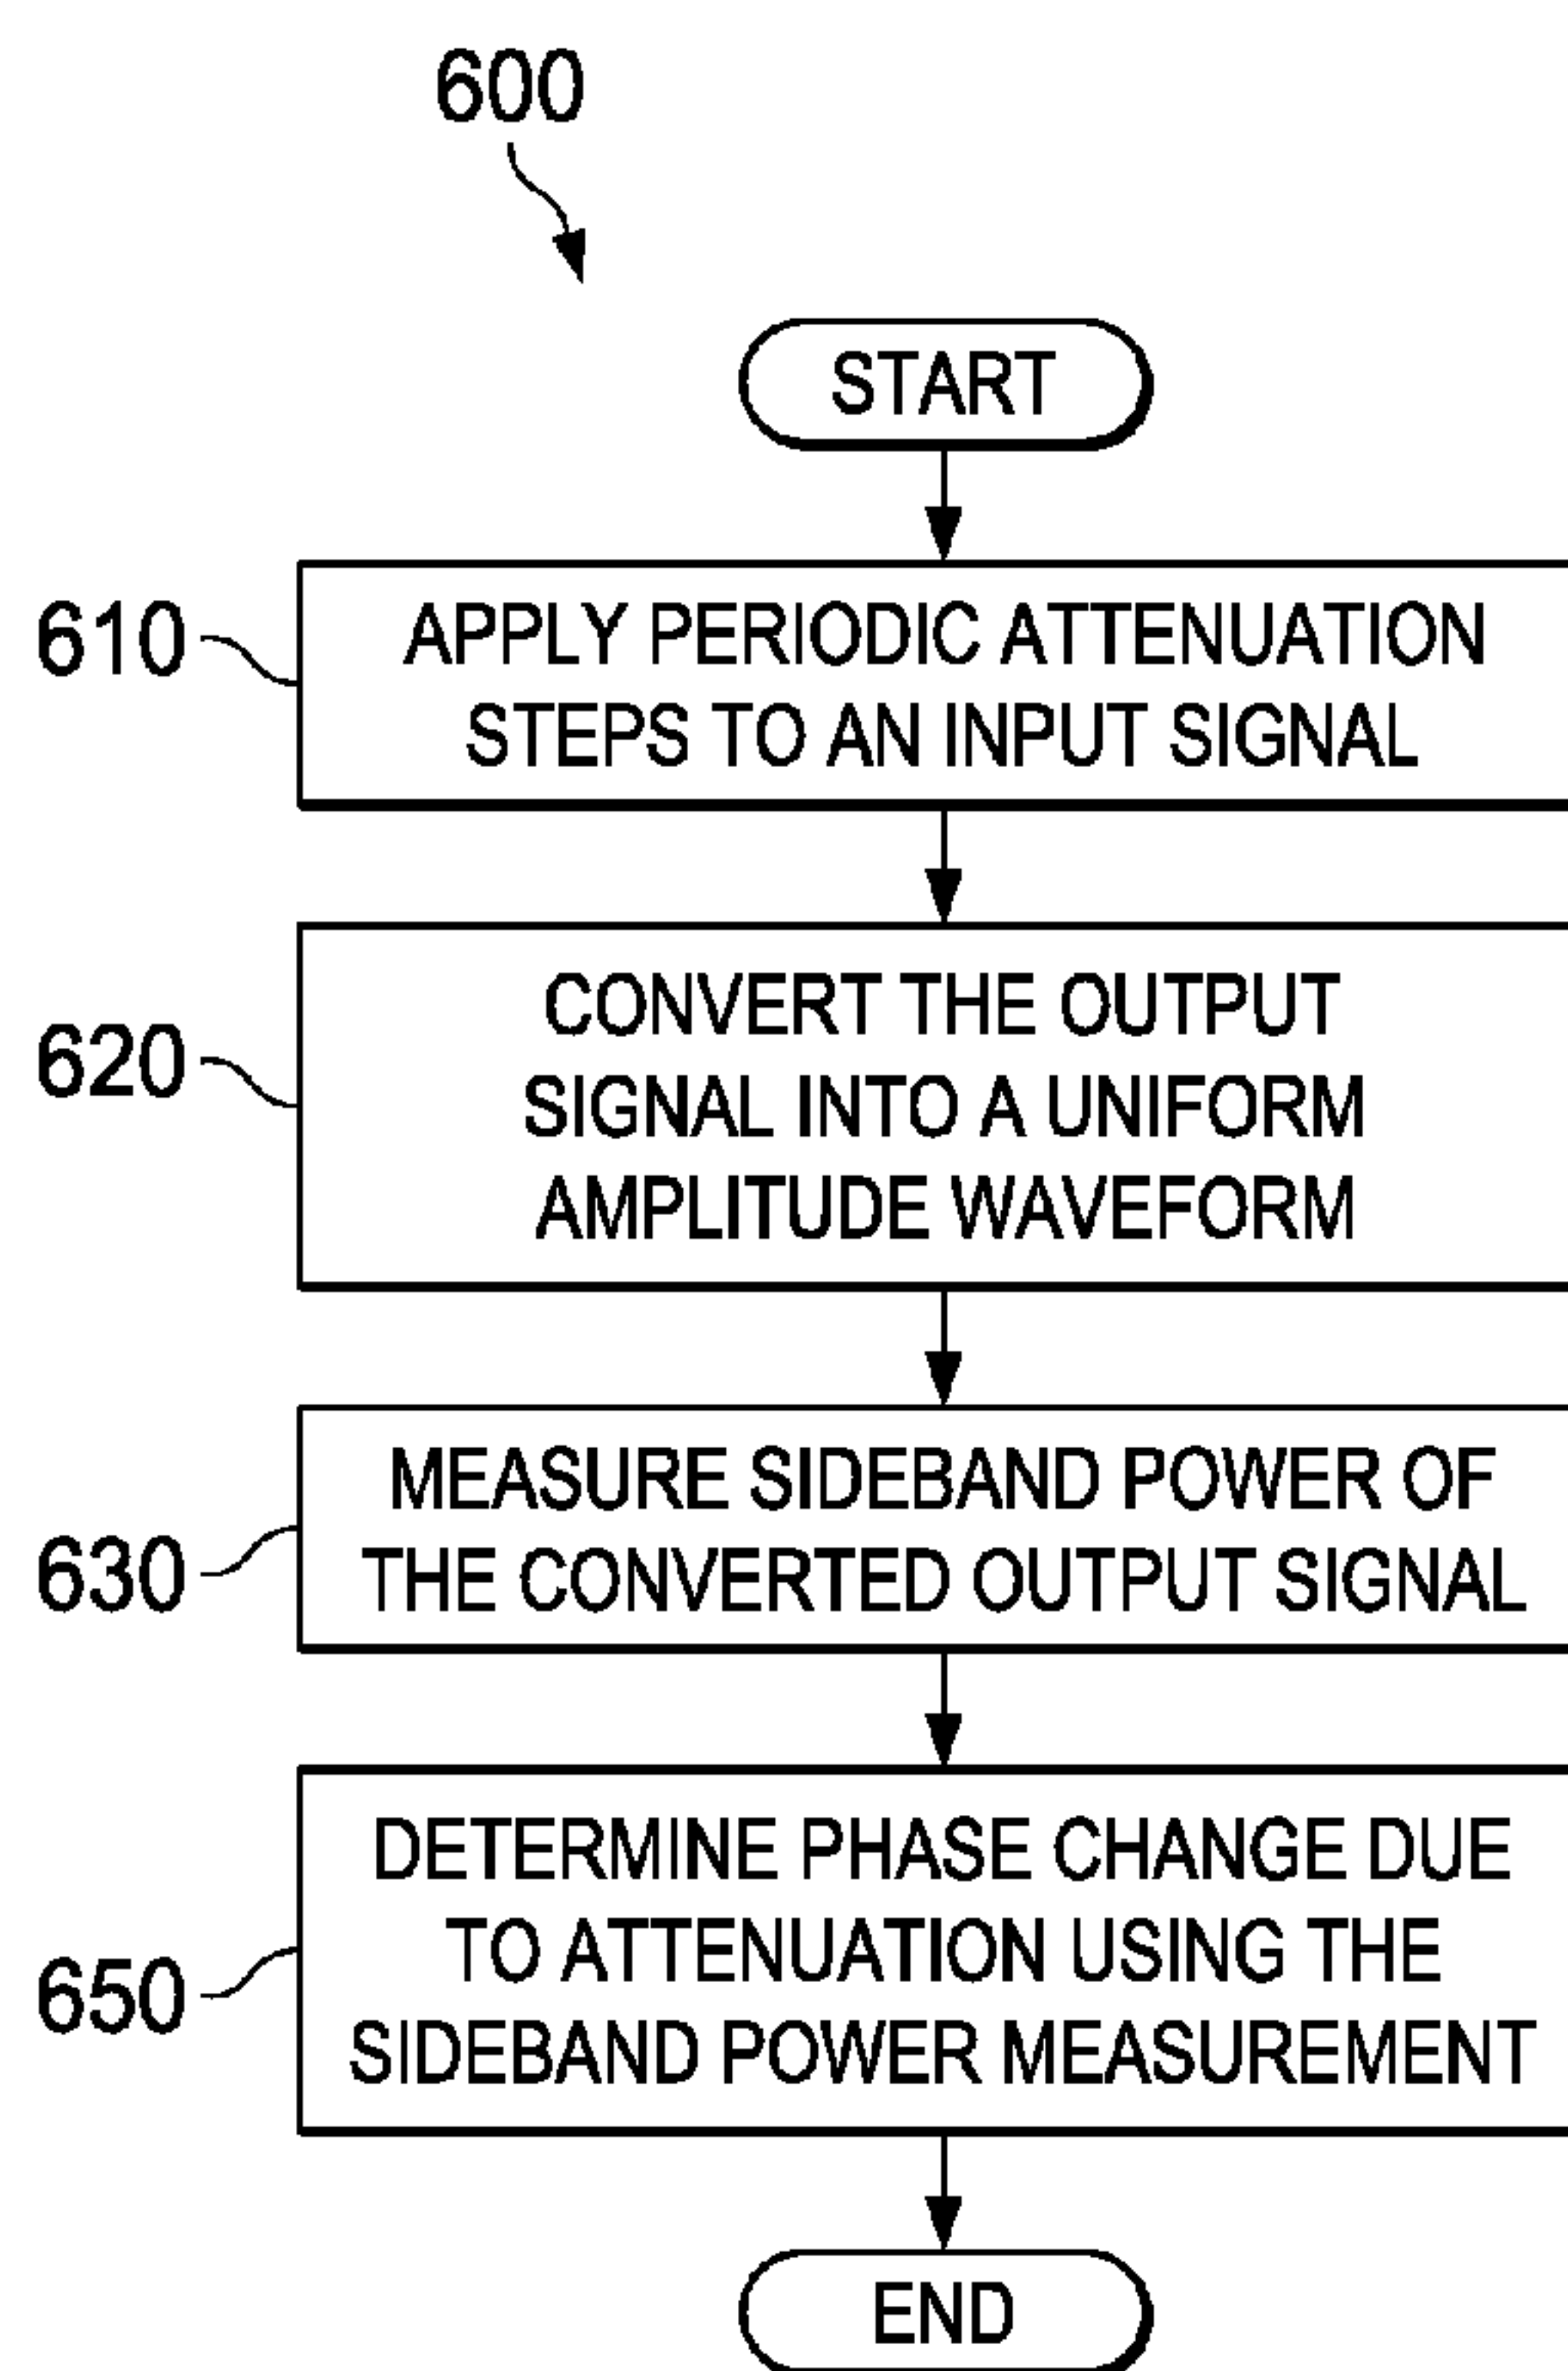 600
START
610
APPLY PERIODIC ATTENUATION
STEPS TO AN INPUT SIGNAL
620
CONVERT THE OUTPUT
SIGNAL INTO A UNIFORM
AMPLITUDE WAVEFORM
630
MEASURE SIDEBAND POWER OF
THE CONVERTED OUTPUT SIGNAL
650
DETERMINE PHASE CHANGE DUE
TO ATTENUATION USING THE
SIDEBAND POWER MEASUREMENT
END